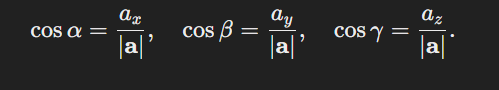 cos α = a_x/|a|, cos β = a_y/|a|, cos γ = a_z/|a|.